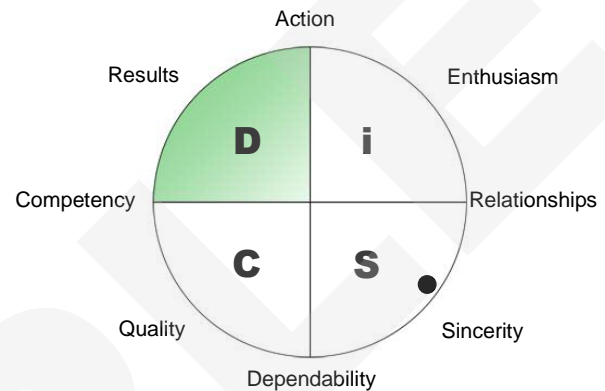 Action
Results
Enthusiasm
D
i
Competency
Relationships
C
S
Quality
Sincerity
Dependability